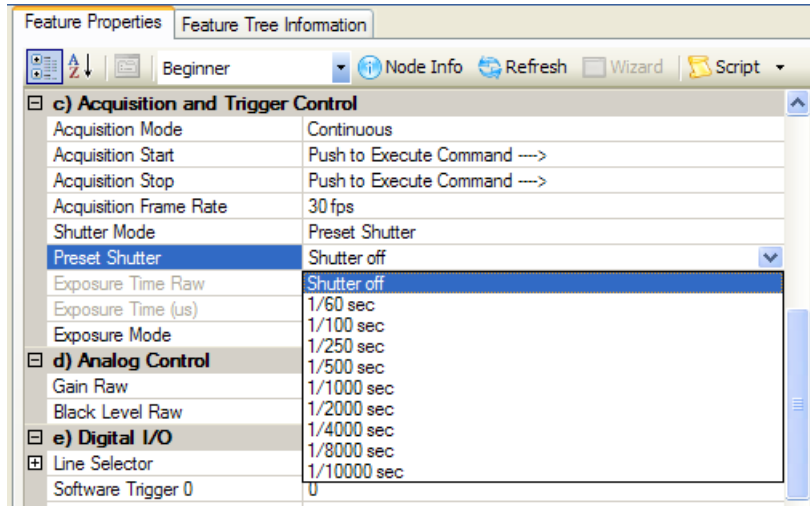 Feature Properties Feature Tree Information
Beginner Node Info Refresh Wizard Script
c) Acquisition and Trigger Control
Acquisition Mode Continuous
Acquisition Start Push to Execute Command ---->
Acquisition Stop Push to Execute Command ---->
Acquisition Frame Rate 30 fps
Shutter Mode Preset Shutter
Preset Shutter Shutter off
Exposure Time Raw Shutter off
Exposure Time (us) 1/60 sec
1/100 sec
Exposure Mode 1/250 sec
d) Analog Control 1/500 sec
Gain Raw 1/1000 sec
Black Level Raw 1/2000 sec
e) Digital I/O 1/4000 sec
Line Selector 1/8000 sec
1/10000 sec
Software Trigger 0 0